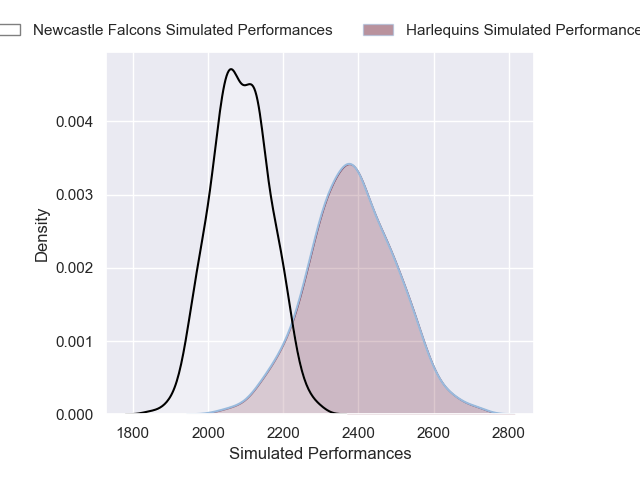 Newcastle Falcons Simulated Performances Harlequins Simulated Performance
0.004
0.003
0.002
0.001
0.000
Density
1800 2000 2200 2400 2600 2800
Simulated Performances